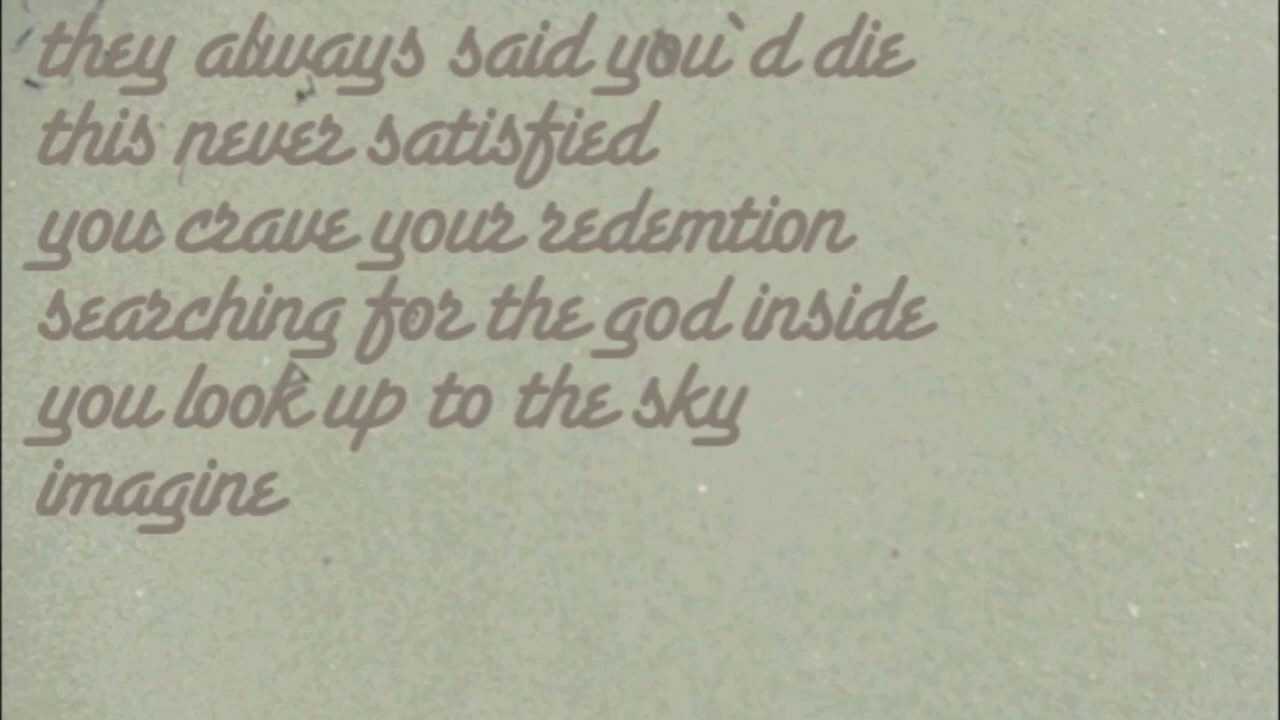 they always said you`d die
this never satisfied
you crave your redemtion
searching for the god inside
you look up to the sky
imagine